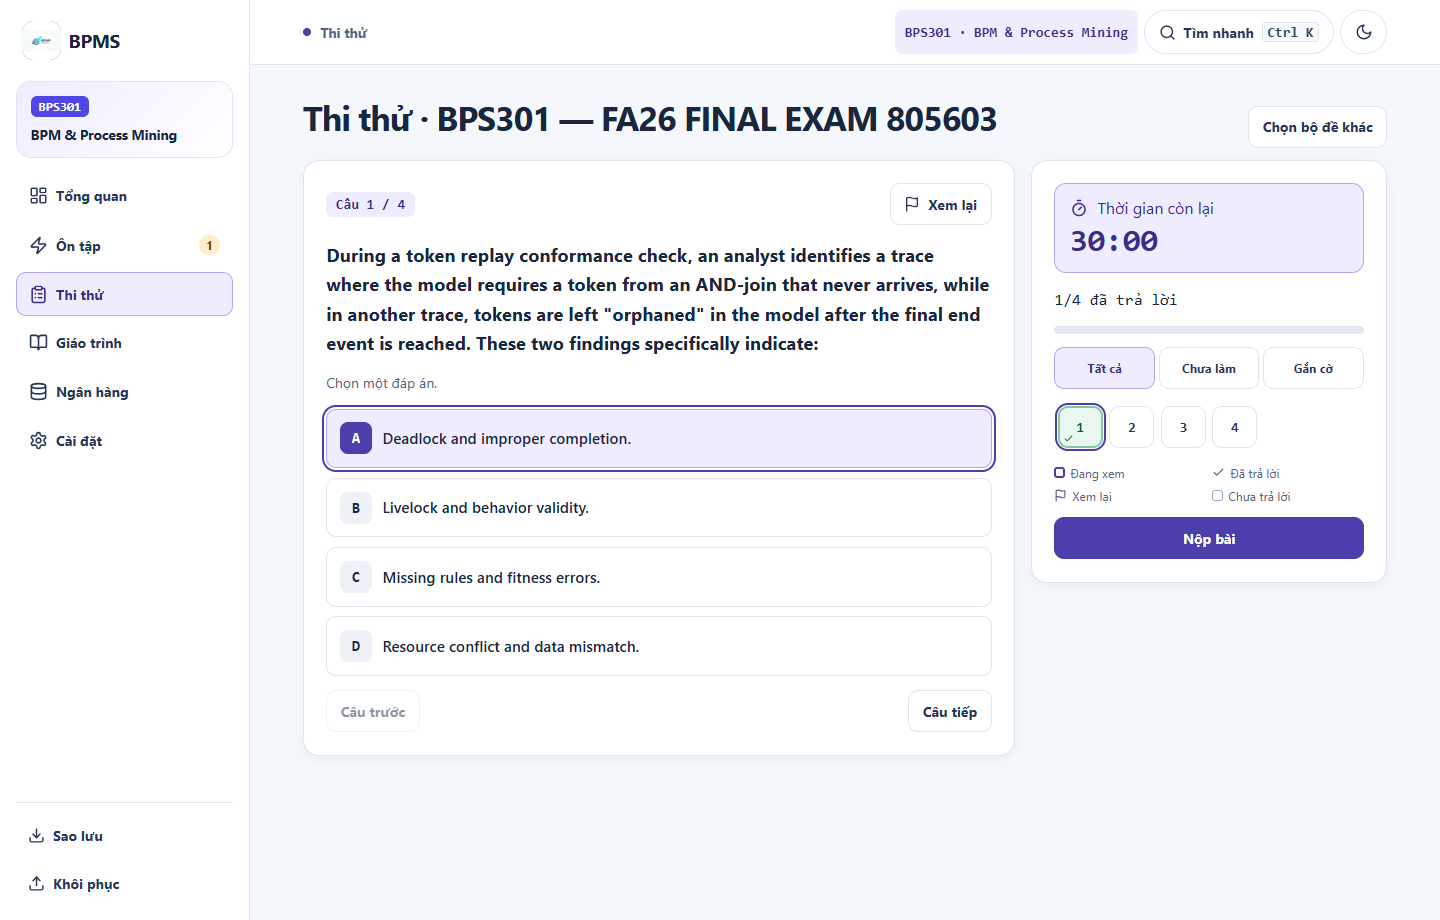 BPMS
BPS301
BPM & Process Mining
Tổng quan
Ôn tập
1
Thi thử
Giáo trình
Ngân hàng
Cài đặt
Sao lưu
Khôi phục
Thi thử
BPS301 · BPM & Process Mining
Tìm nhanh
Ctrl K
Thi thử · BPS301 — FA26 FINAL EXAM 805603
Chọn bộ đề khác
Câu 1 / 4
Xem lại
During a token replay conformance check, an analyst identifies a trace
where the model requires a token from an AND-join that never arrives, while
in another trace, tokens are left "orphaned" in the model after the final end
event is reached. These two findings specifically indicate:
Chọn một đáp án.
A Deadlock and improper completion.
B Livelock and behavior validity.
C Missing rules and fitness errors.
D Resource conflict and data mismatch.
Câu trước
Câu tiếp
Thời gian còn lại
30:00
1/4 đã trả lời
Tất cả
Chưa làm
Gắn cờ
1
2
3
4
Đang xem
Đã trả lời
Xem lại
Chưa trả lời
Nộp bài